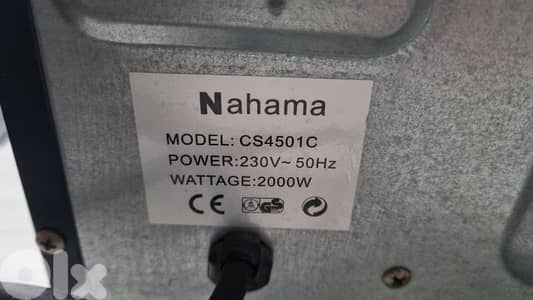 Nahama
MODEL: CS4501C
POWER:230V~ 50Hz
WATTAGE:2000W
CE
olx